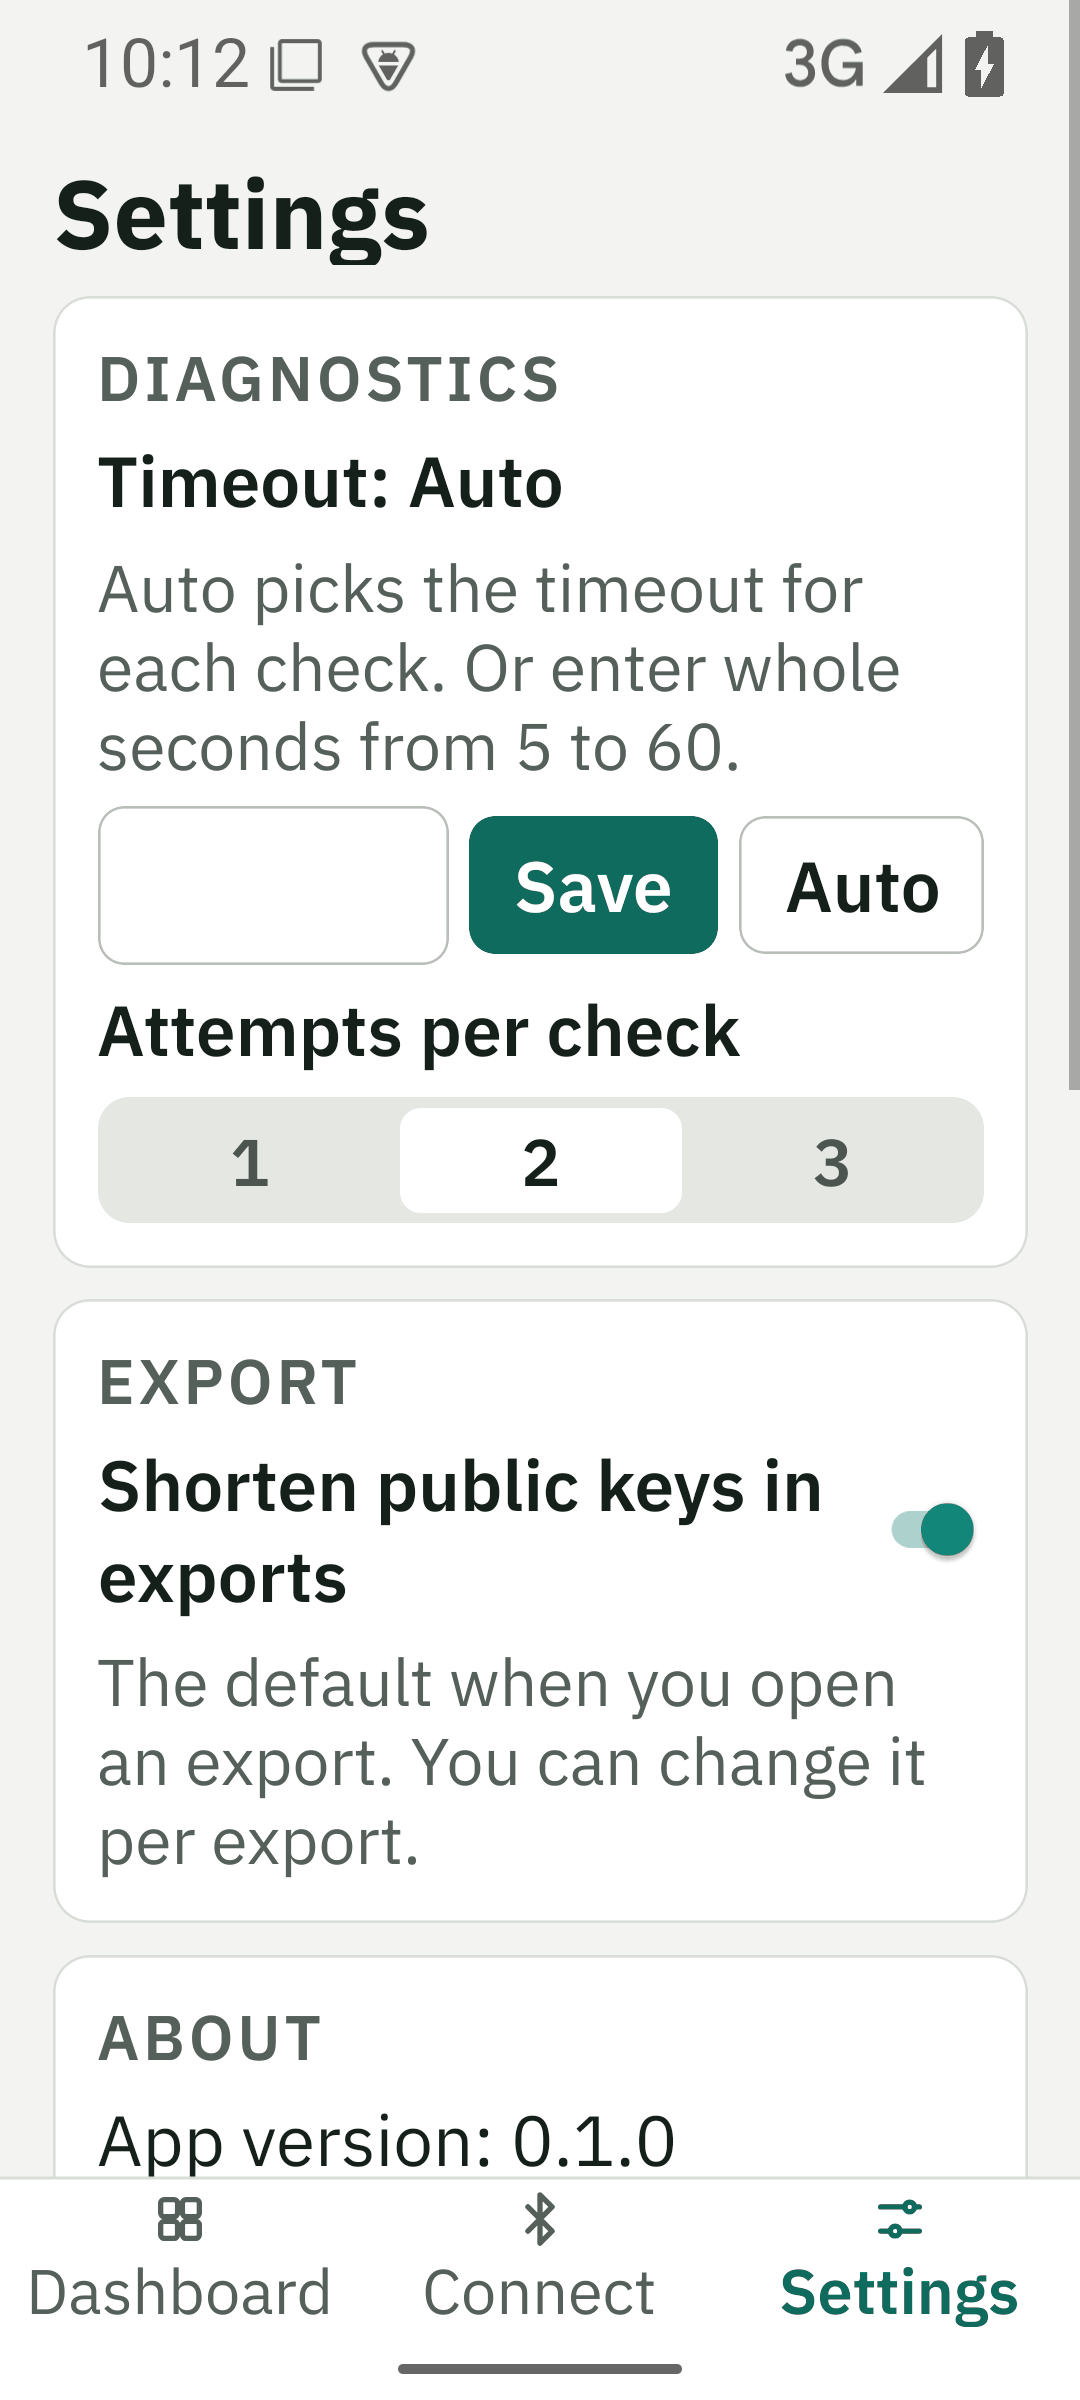 10:12 3G
Settings
DIAGNOSTICS
Timeout: Auto
Auto picks the timeout for
each check. Or enter whole
seconds from 5 to 60.
Save Auto
Attempts per check
1 2 3
EXPORT
Shorten public keys in
exports
The default when you open
an export. You can change it
per export.
ABOUT
App version: 0.1.0
Dashboard Connect Settings